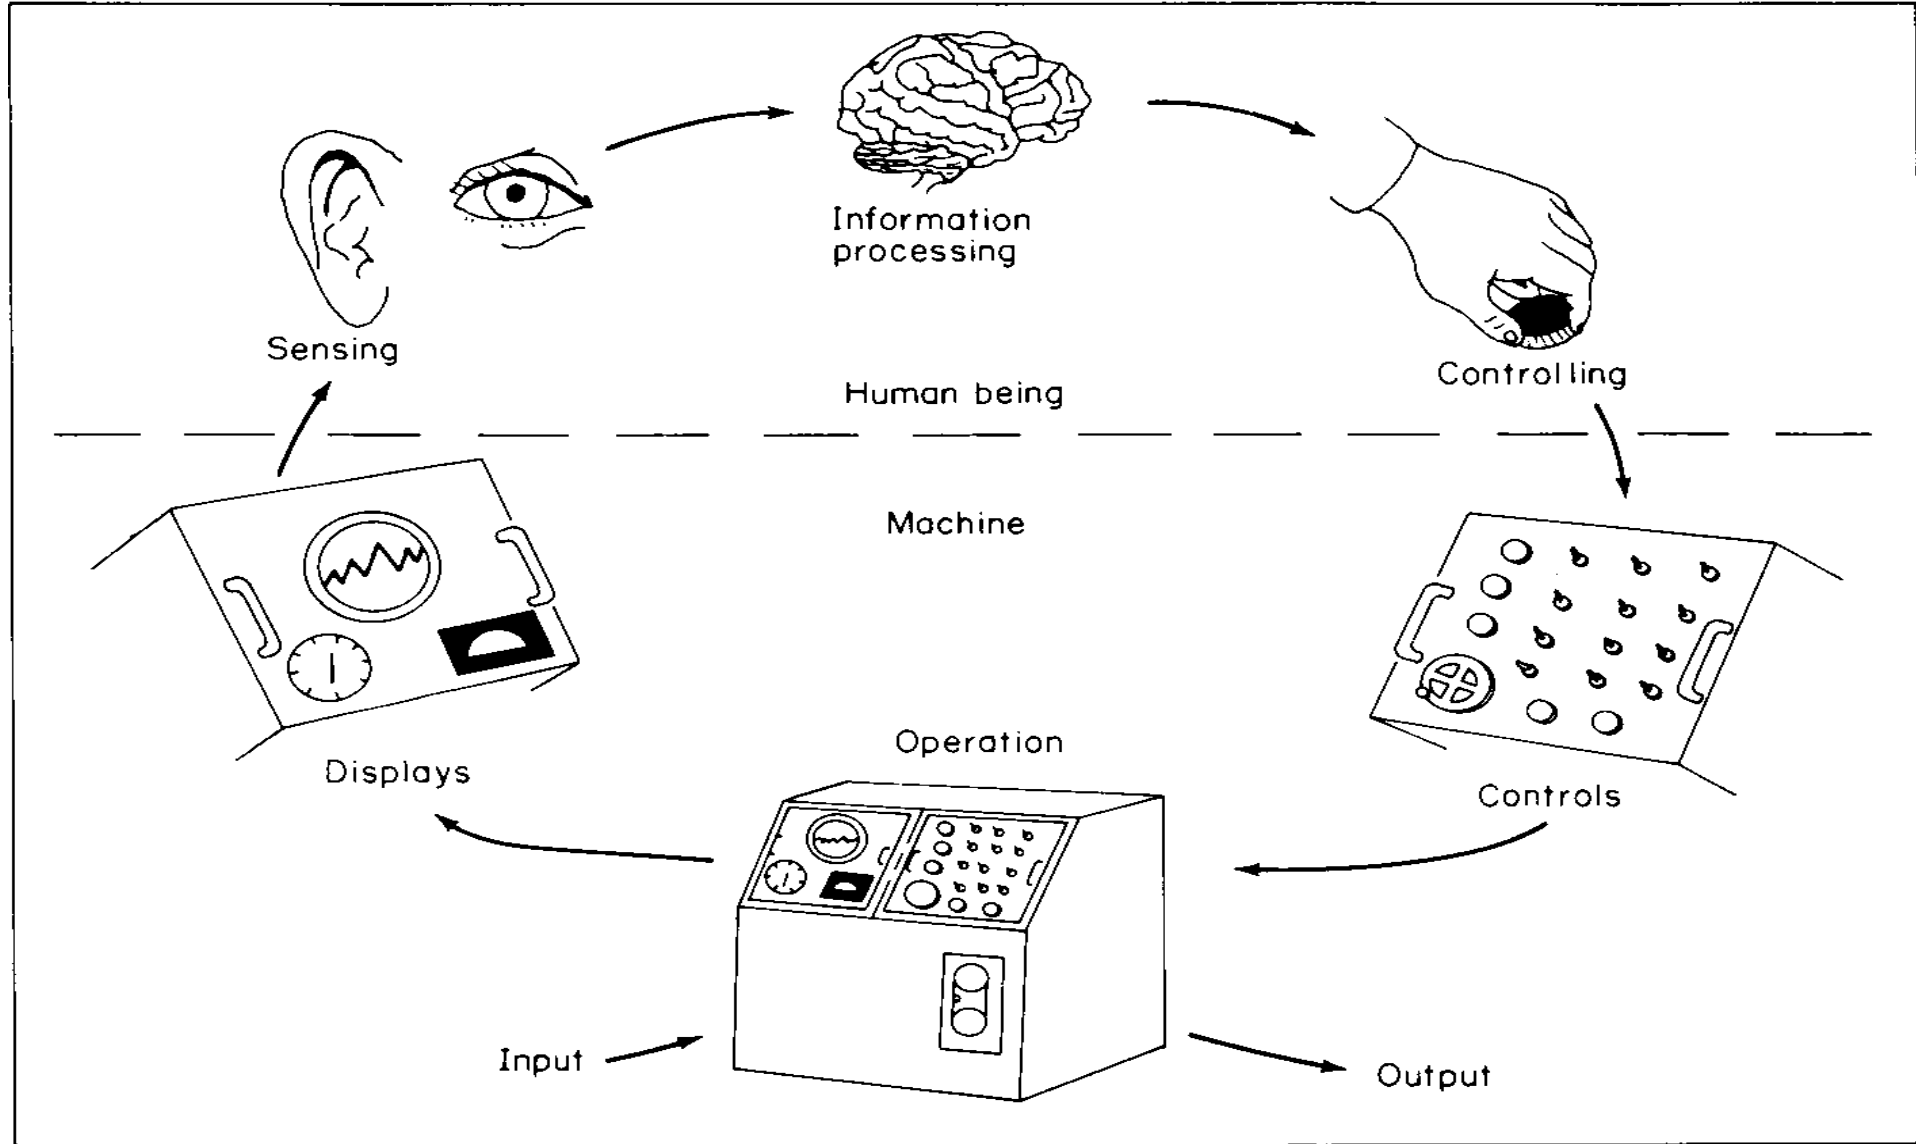 Information
processing
Sensing
Controlling
Human being
Machine
Operation
Displays
Controls
Input
Output